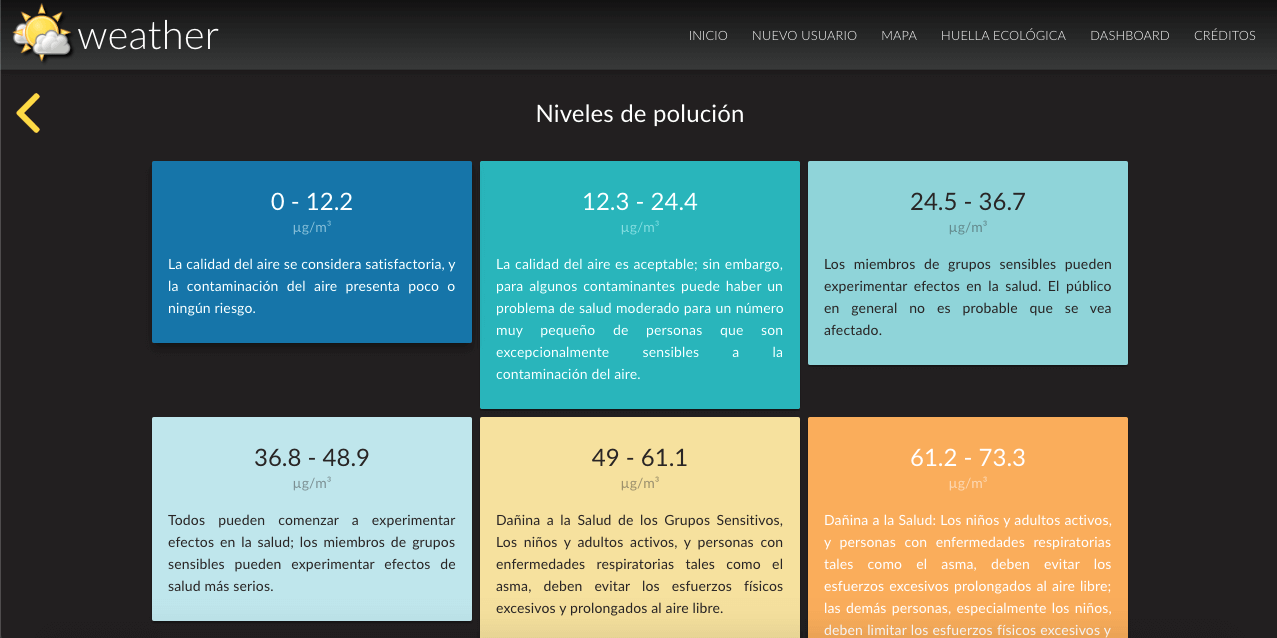 weather
INICIO
NUEVO USUARIO
MAPA
HUELLA ECOLÓGICA
DASHBOARD
CRÉDITOS
Niveles de polución
0 - 12.2
µg/m³
La calidad del aire se considera satisfactoria, y
la contaminación del aire presenta poco o
ningún riesgo.
12.3 - 24.4
µg/m³
La calidad del aire es aceptable; sin embargo,
para algunos contaminantes puede haber un
problema de salud moderado para un número
muy pequeño de personas que son
excepcionalmente sensibles a la
contaminación del aire.
24.5 - 36.7
µg/m³
Los miembros de grupos sensibles pueden
experimentar efectos en la salud. El público
en general no es probable que se vea
afectado.
36.8 - 48.9
µg/m³
Todos pueden comenzar a experimentar
efectos en la salud; los miembros de grupos
sensibles pueden experimentar efectos de
salud más serios.
49 - 61.1
µg/m³
Dañina a la Salud de los Grupos Sensitivos,
Los niños y adultos activos, y personas con
enfermedades respiratorias tales como el
asma, deben evitar los esfuerzos físicos
excesivos y prolongados al aire libre.
61.2 - 73.3
µg/m³
Dañina a la Salud: Los niños y adultos activos,
y personas con enfermedades respiratorias
tales como el asma, deben evitar los
esfuerzos excesivos prolongados al aire libre;
las demás personas, especialmente los niños,
deben limitar los esfuerzos físicos excesivos y